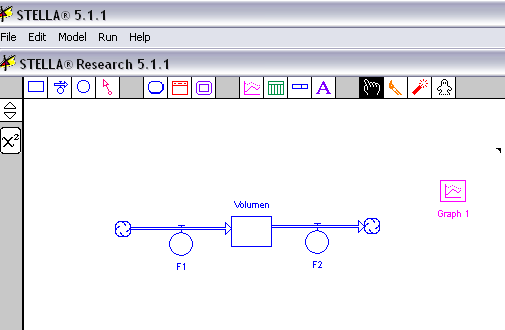 STELLA® 5.1.1
File Edit Model Run Help
STELLA® Research 5.1.1
A
X²
Volumen
Graph 1
F1
F2